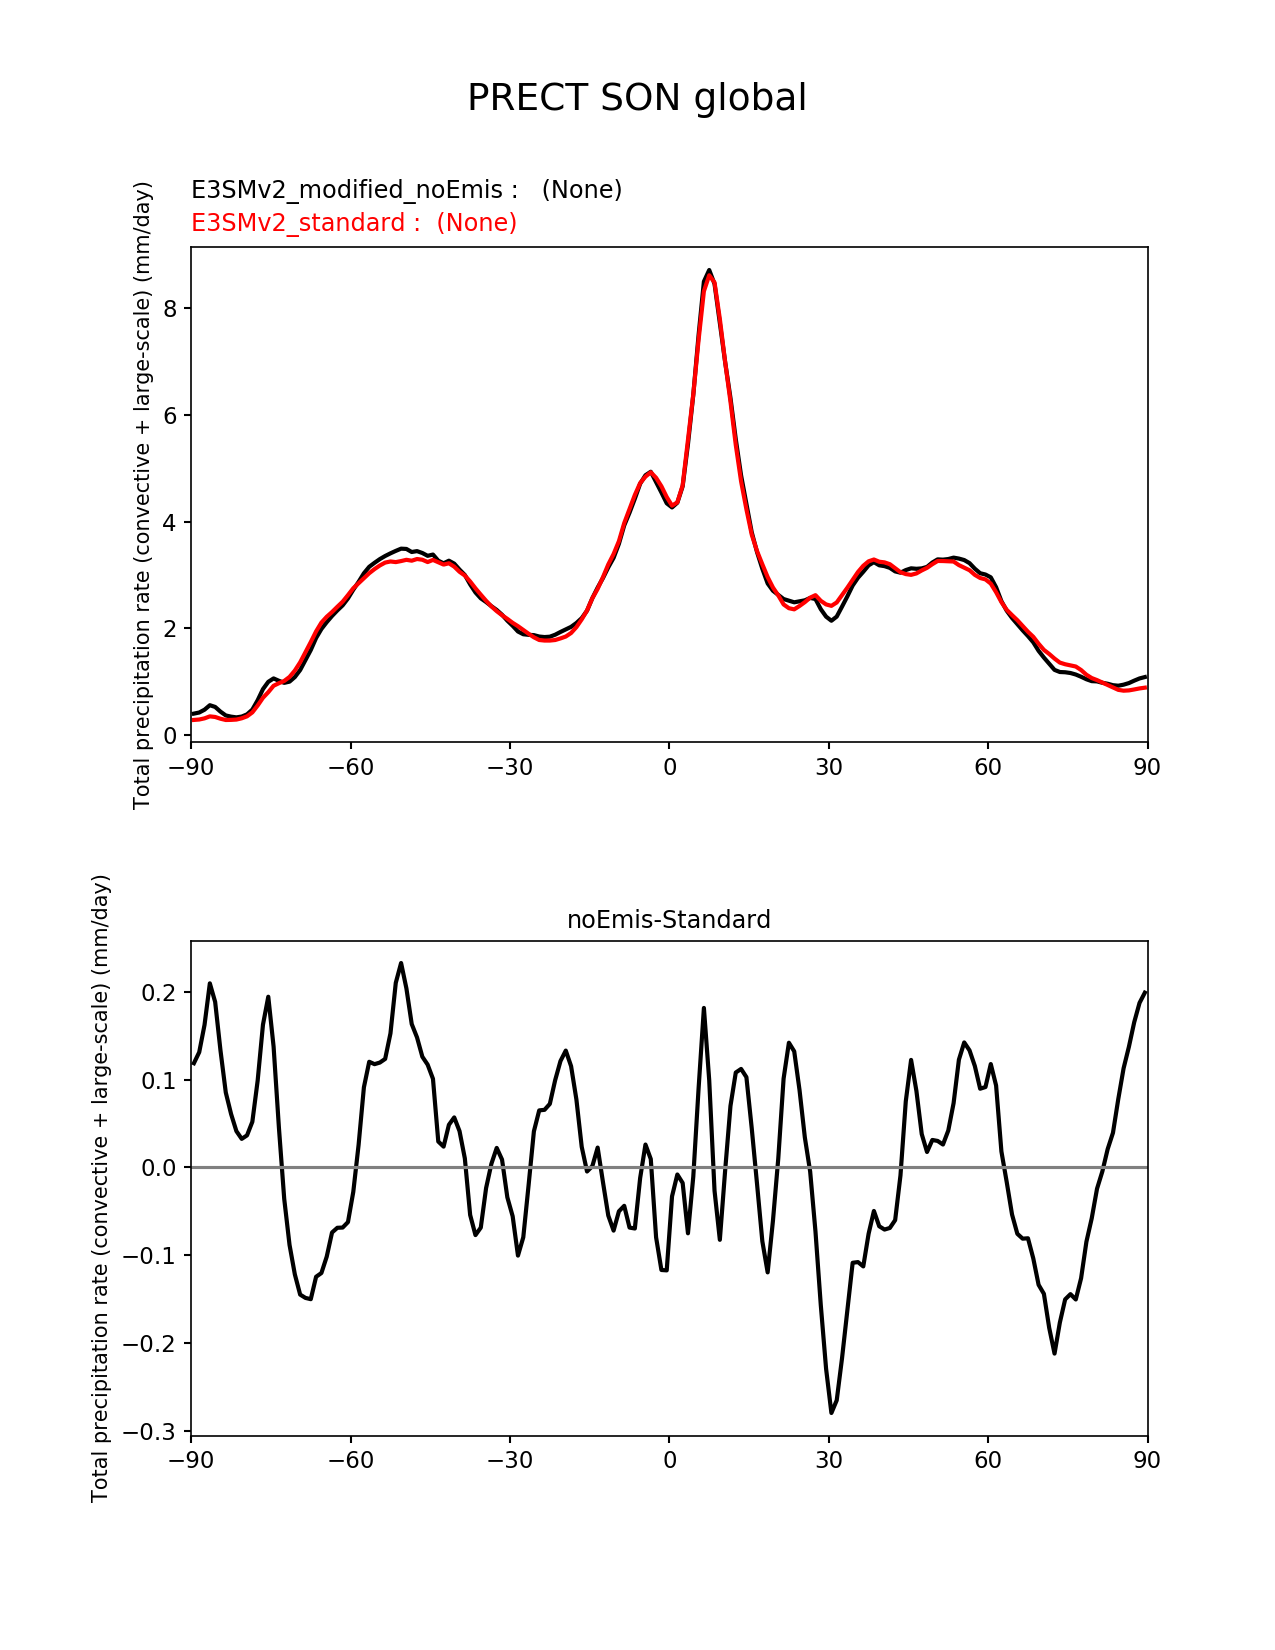 PRECT SON global
E3SMv2_modified_noEmis :   (None)
E3SMv2_standard :  (None)
Total precipitation rate (convective + large-scale) (mm/day)
8
6
4
2
0
−90 −60 −30 0 30 60 90
noEmis-Standard
Total precipitation rate (convective + large-scale) (mm/day)
0.2
0.1
0.0
−0.1
−0.2
−0.3
−90 −60 −30 0 30 60 90